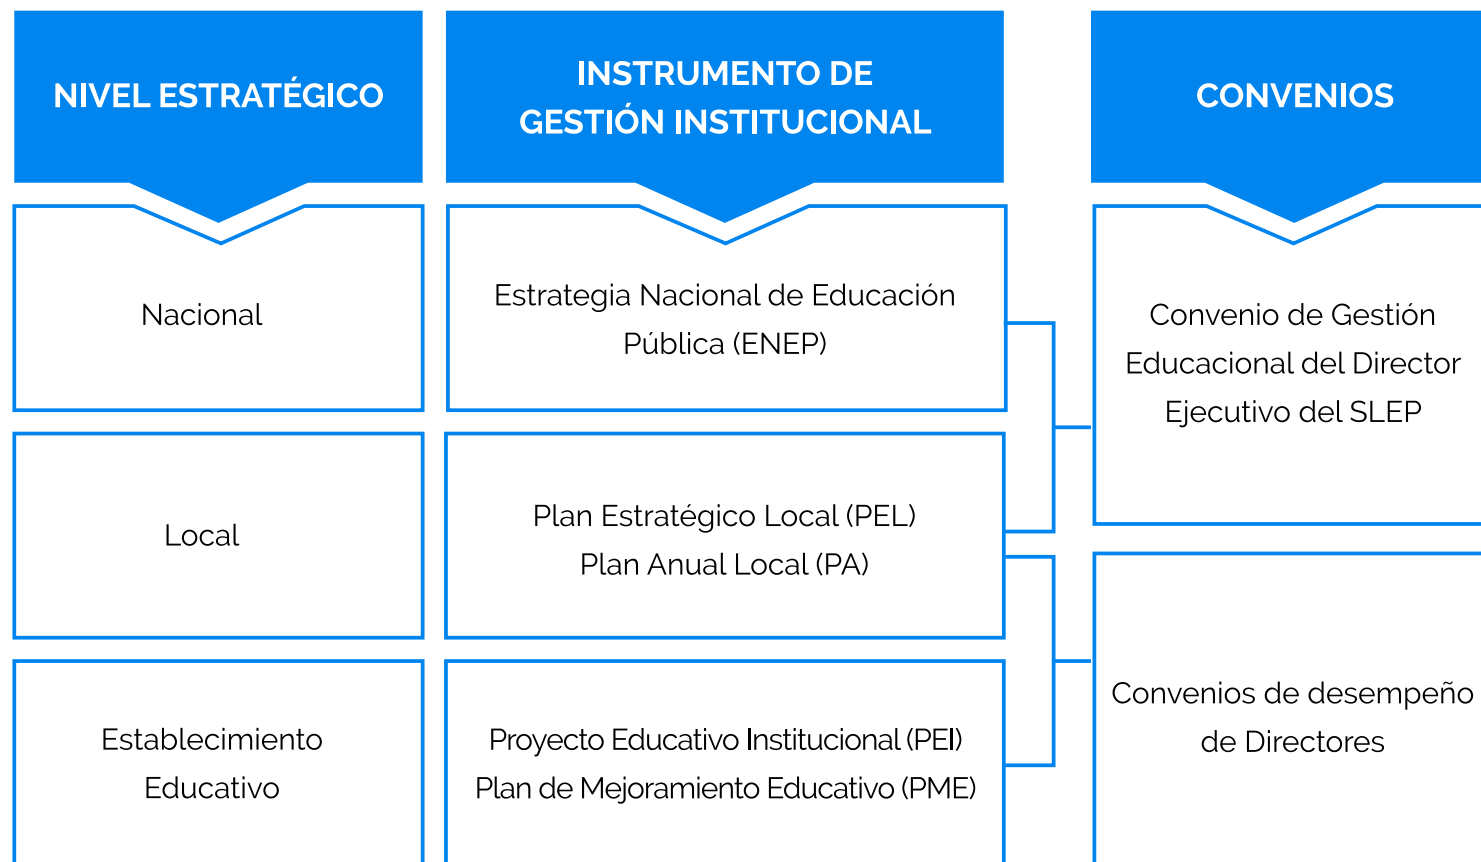 NIVEL ESTRATÉGICO
INSTRUMENTO DE
GESTIÓN INSTITUCIONAL
CONVENIOS
Nacional
Estrategia Nacional de Educación
Pública (ENEP)
Convenio de Gestión
Educacional del Director
Ejecutivo del SLEP
Local
Plan Estratégico Local (PEL)
Plan Anual Local (PA)
Establecimiento
Educativo
Proyecto Educativo Institucional (PEI)
Plan de Mejoramiento Educativo (PME)
Convenios de desempeño
de Directores